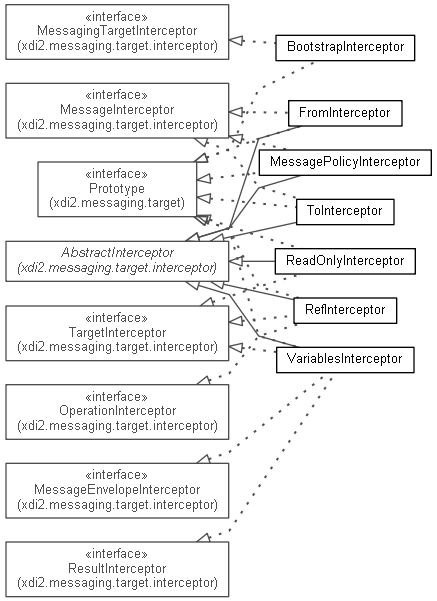 «interface»
MessagingTargetInterceptor
(xdi2.messaging.target.interceptor)
BootstrapInterceptor
«interface»
MessageInterceptor
(xdi2.messaging.target.interceptor)
FromInterceptor
MessagePolicyInterceptor
«interface»
Prototype
(xdi2.messaging.target)
ToInterceptor
AbstractInterceptor
(xdi2.messaging.target.interceptor)
ReadOnlyInterceptor
RefInterceptor
«interface»
TargetInterceptor
(xdi2.messaging.target.interceptor)
VariablesInterceptor
«interface»
OperationInterceptor
(xdi2.messaging.target.interceptor)
«interface»
MessageEnvelopeInterceptor
(xdi2.messaging.target.interceptor)
«interface»
ResultInterceptor
(xdi2.messaging.target.interceptor)